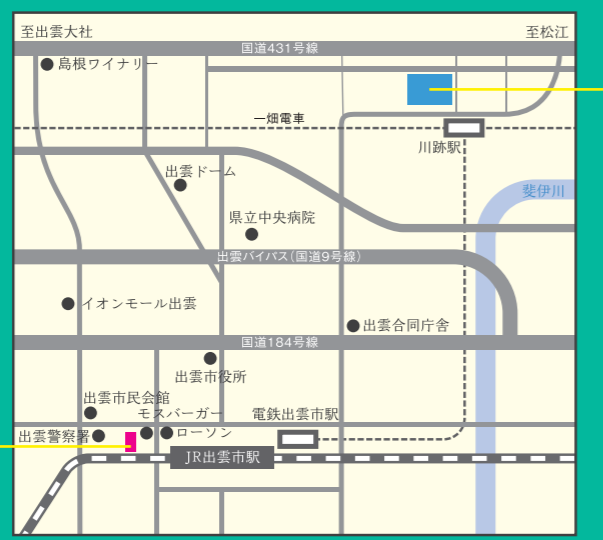 至出雲大社
至松江
国道431号線
島根ワイナリー
一畑電車
川跡駅
出雲ドーム
斐伊川
県立中央病院
出雲バイパス(国道9号線)
イオンモール出雲
出雲合同庁舎
国道184号線
出雲市役所
出雲市民会館
モスバーガー
電鉄出雲市駅
出雲警察署
ローソン
JR出雲市駅